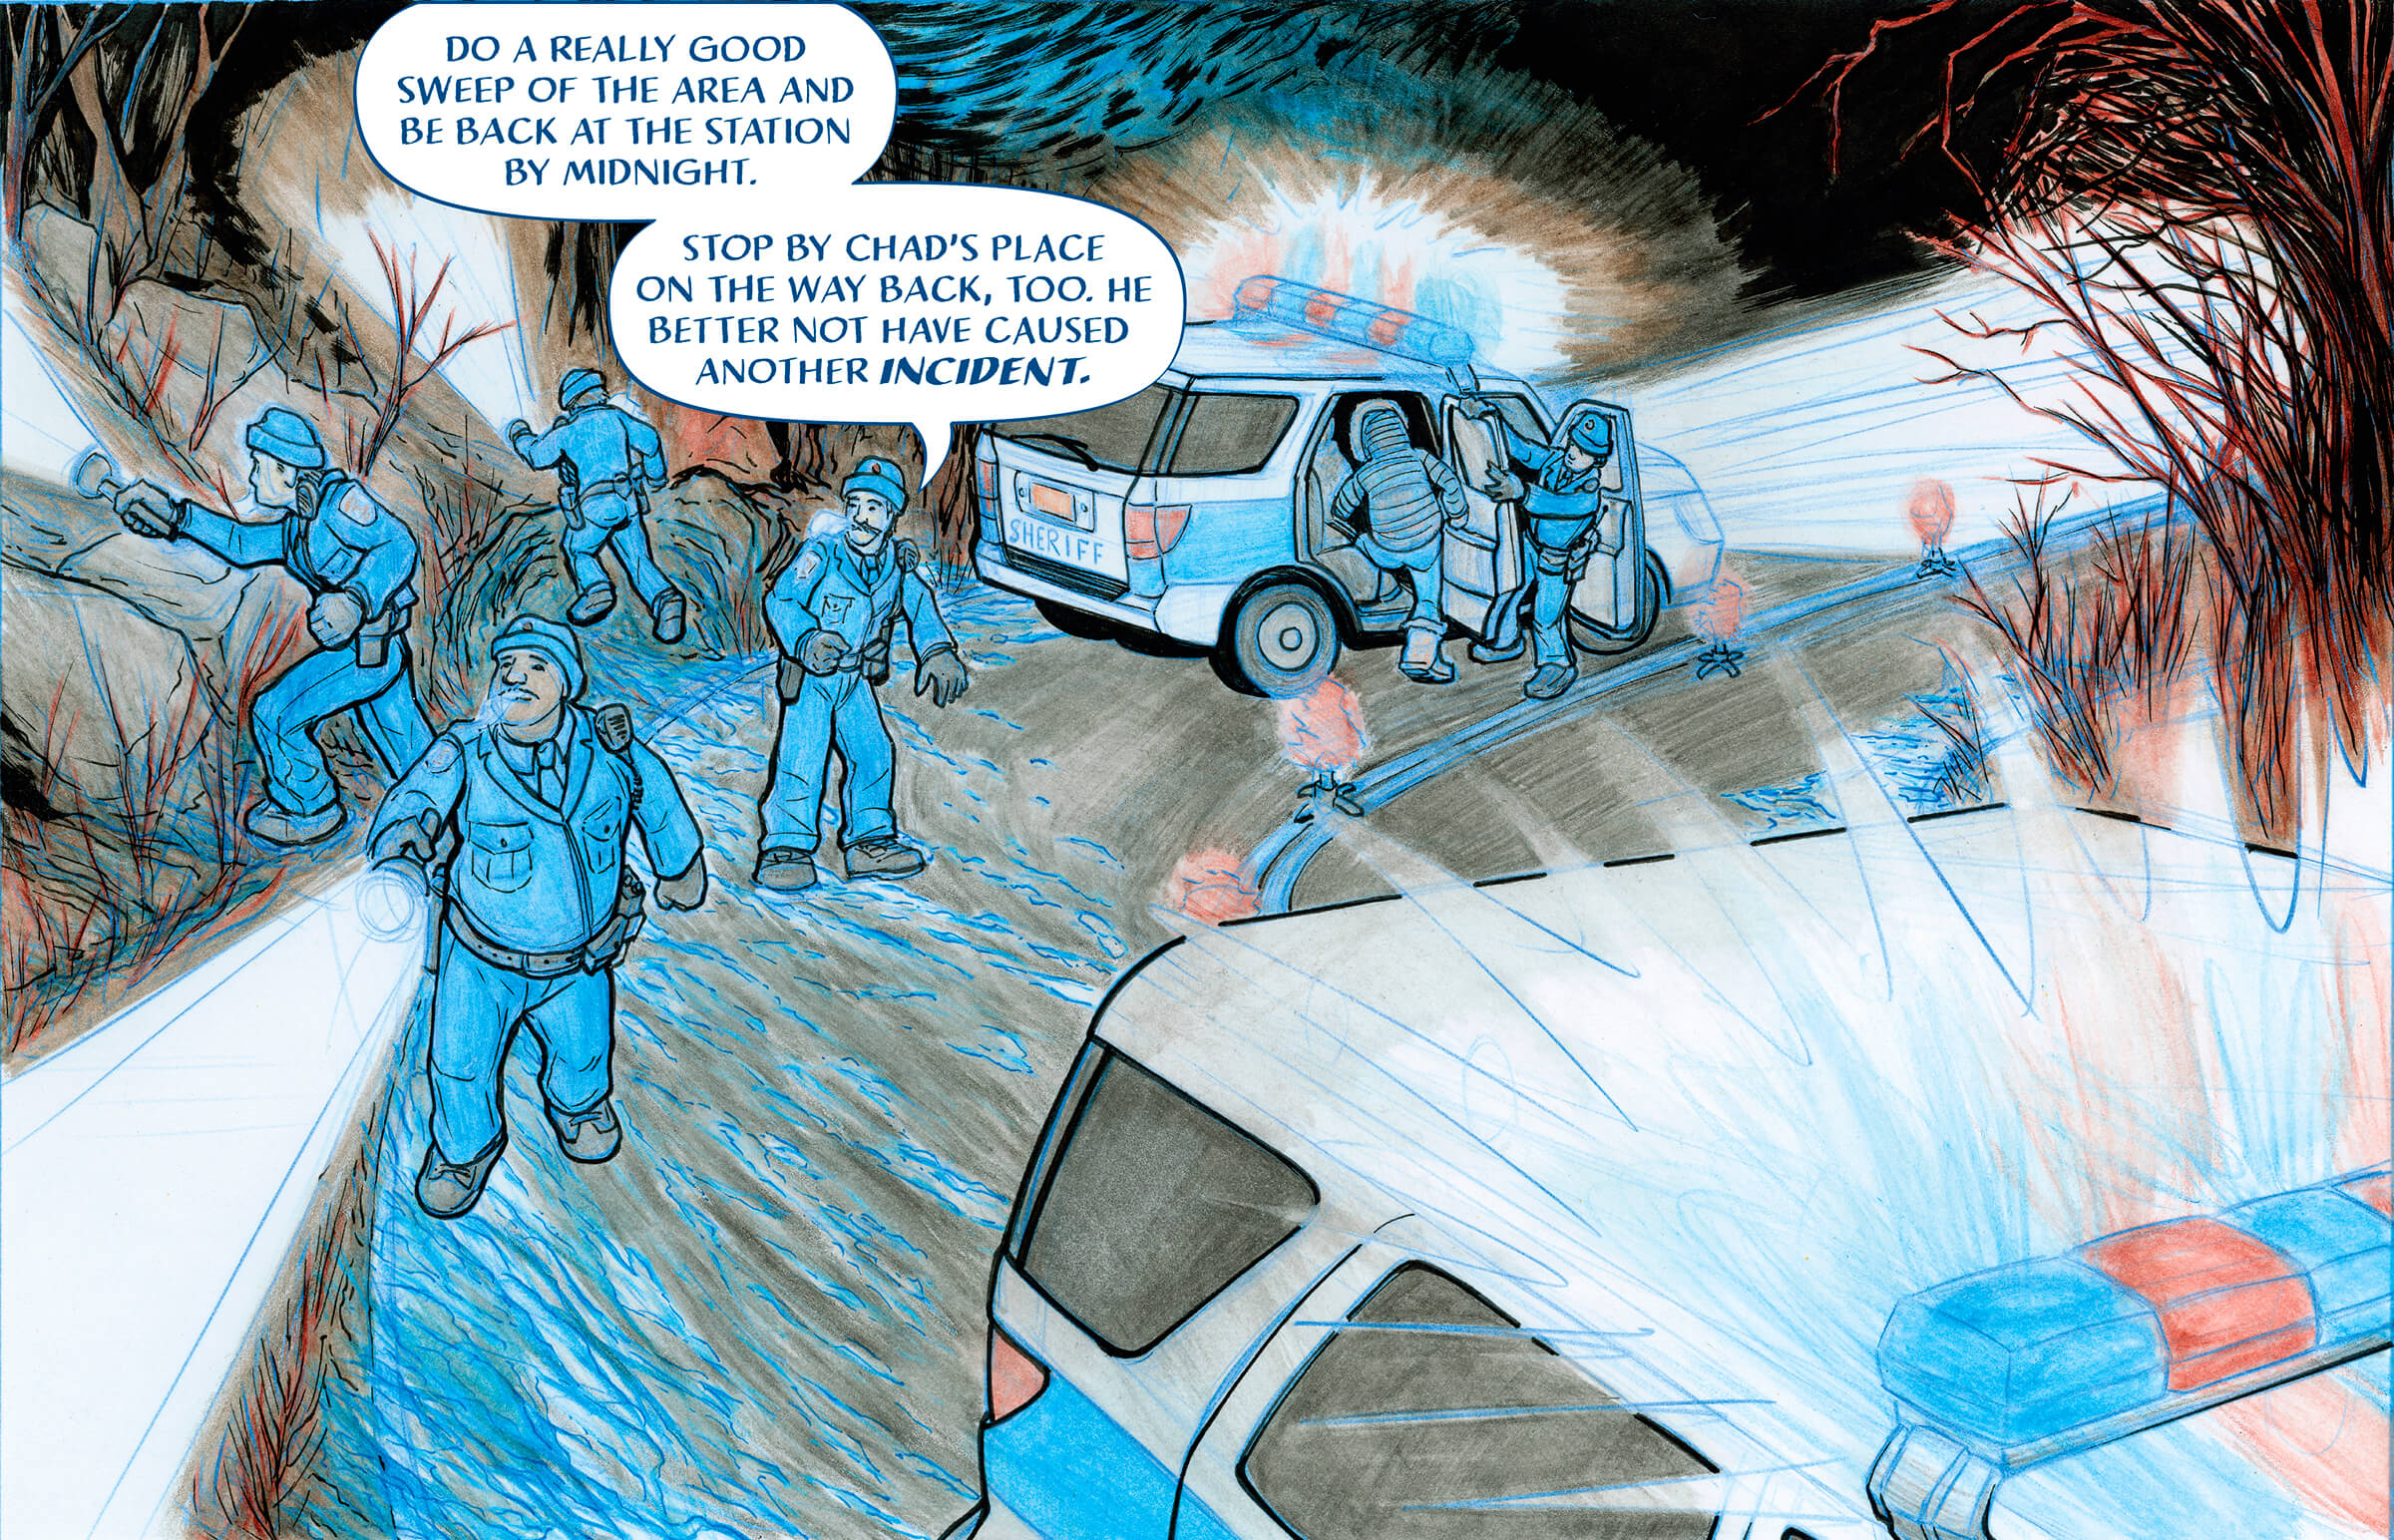 DO A REALLY GOOD
SWEEP OF THE AREA AND
BE BACK AT THE STATION
BY MIDNIGHT.
STOP BY CHAD'S PLACE
ON THE WAY BACK, TOO. HE
BETTER NOT HAVE CAUSED
ANOTHER INCIDENT.
SHERIFF